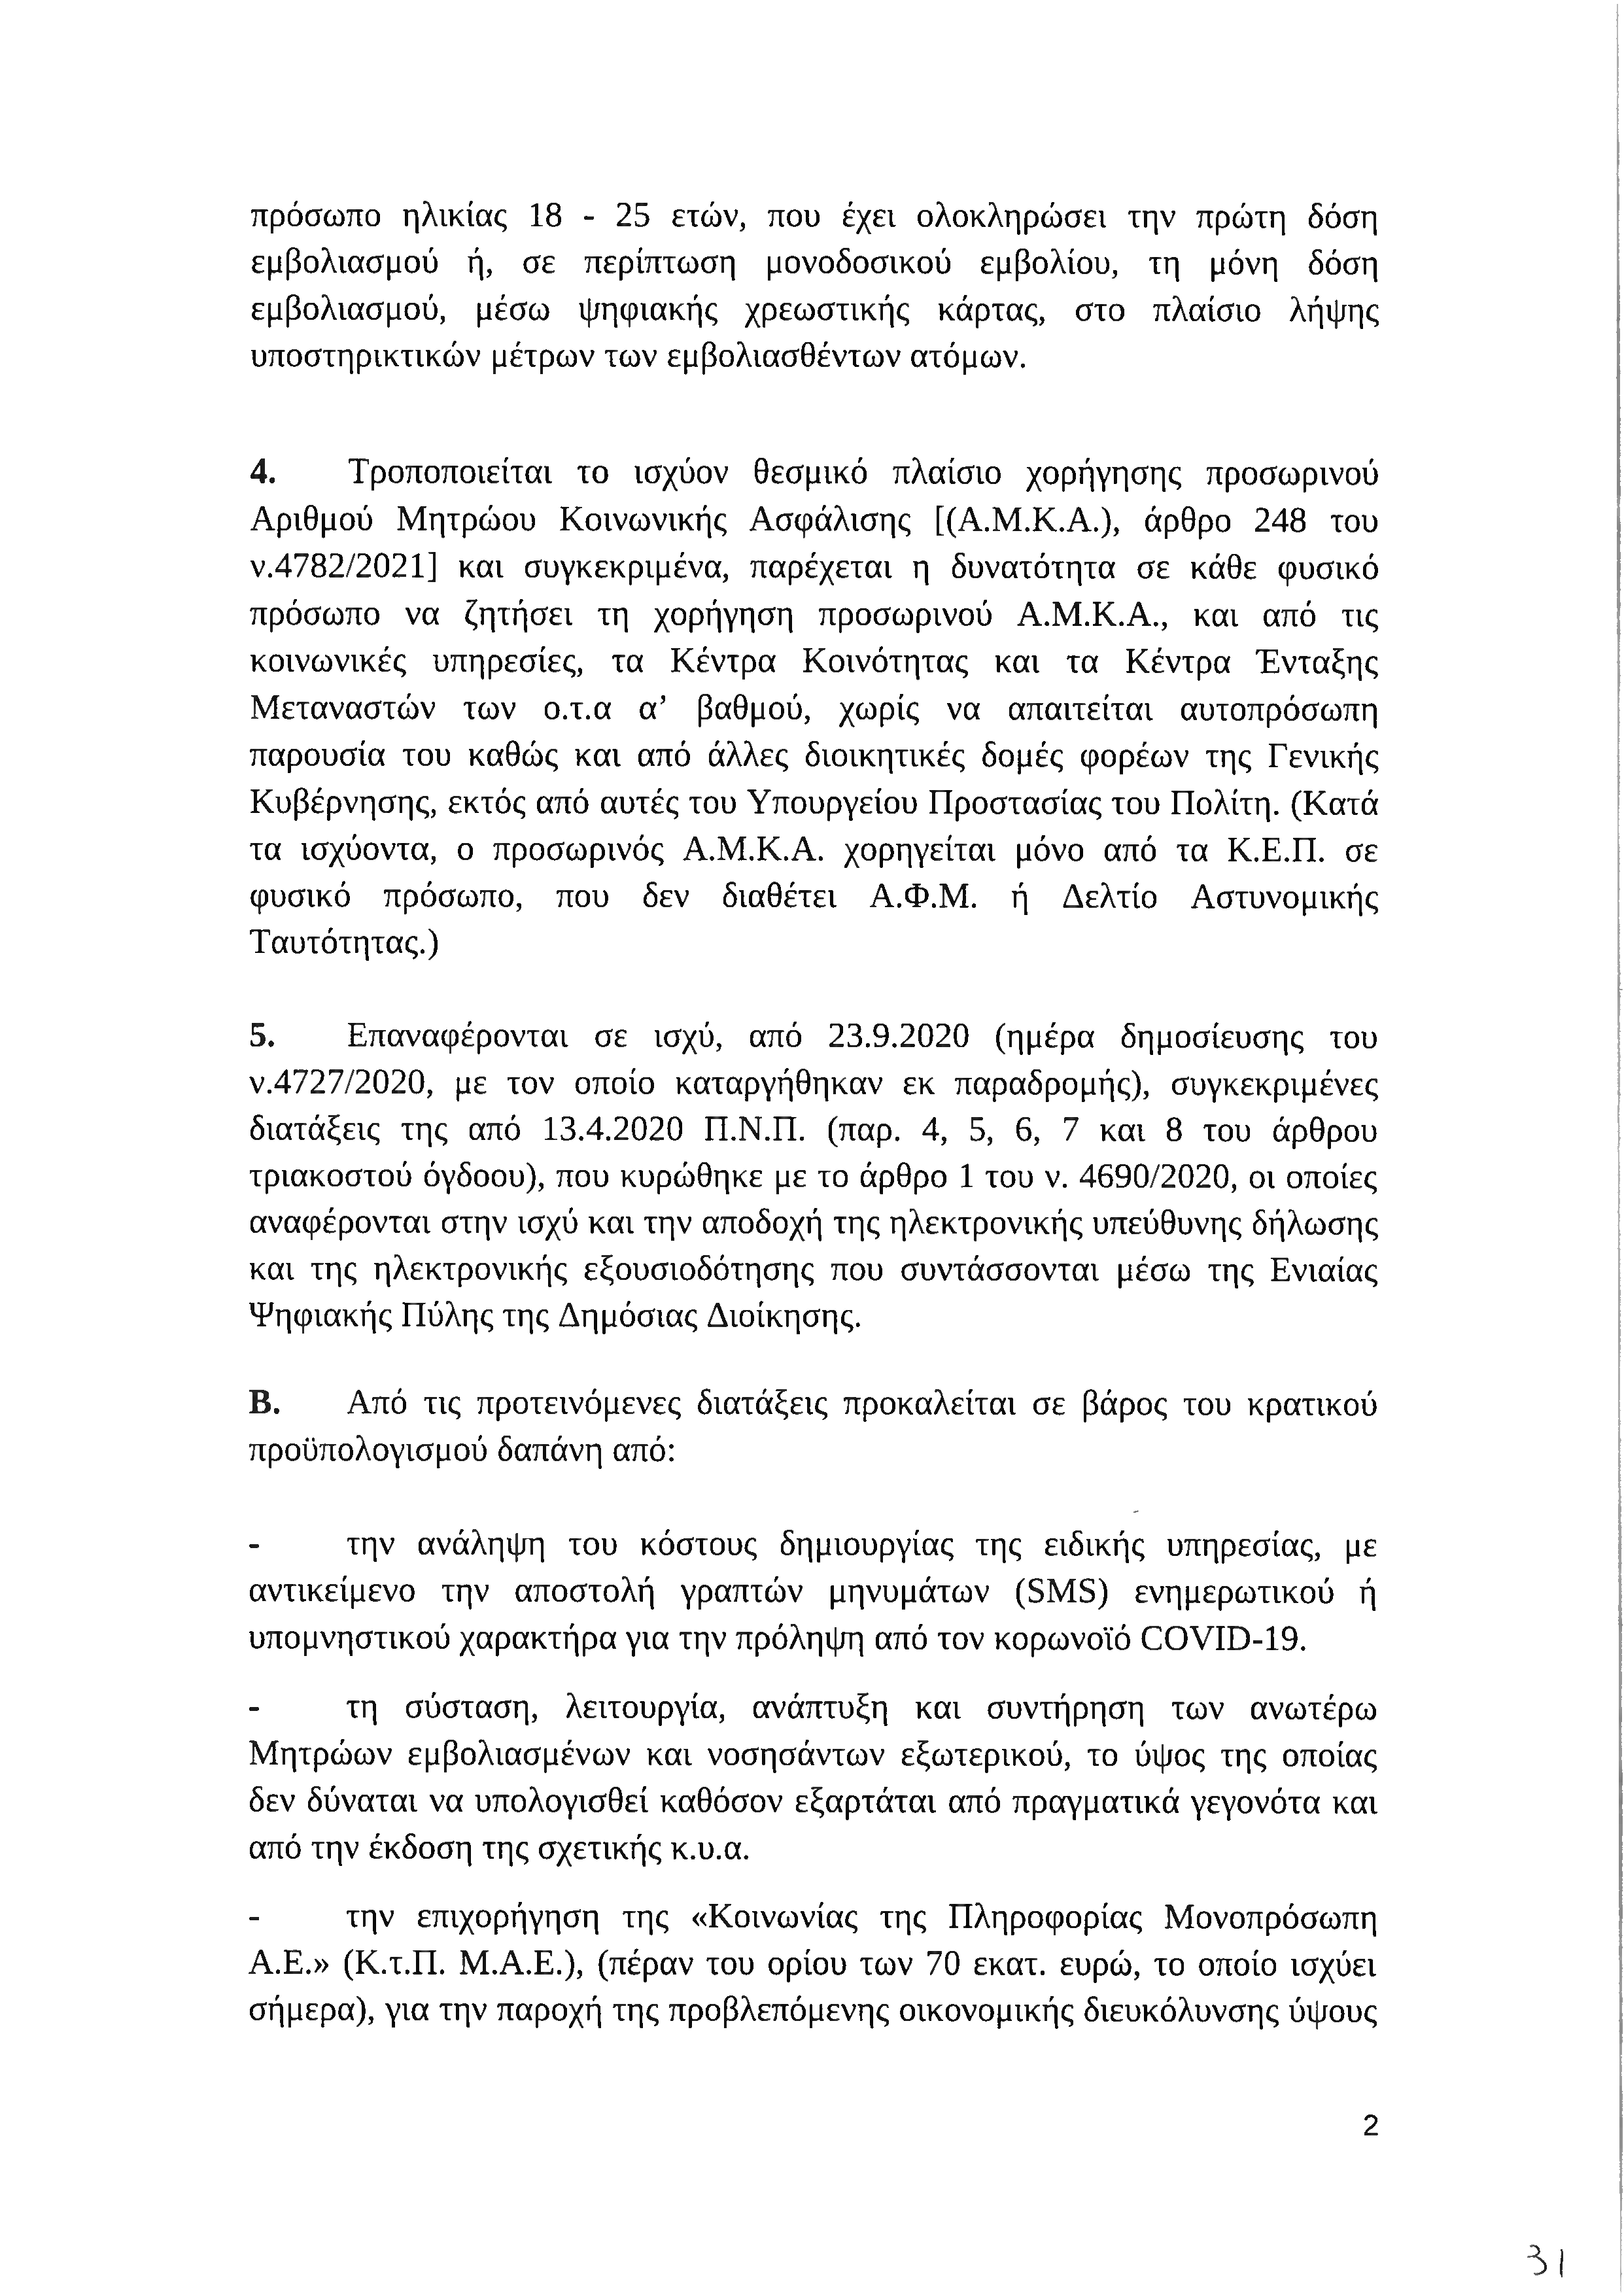 πρόσωπο ηλικίας 18 - 25 ετών, που έχει ολοκληρώσει την πρώτη δόση
εμβολιασμού ή, σε περίπτωση μονοδοσικού εμβολίου, τη μόνη δόση
εμβολιασμού, μέσω ψηφιακής χρεωστικής κάρτας, στο πλαίσιο λήψης
υποστηρικτικών μέτρων των εμβολιασθέντων ατόμων.
4. Τροποποιείται το ισχύον θεσμικό πλαίσιο χορήγησης προσωρινού
Αριθμού Μητρώου Κοινωνικής Ασφάλισης [(Α.Μ.Κ.Α.), άρθρο 248 του
ν.4782/2021] και συγκεκριμένα, παρέχεται η δυνατότητα σε κάθε φυσικό
πρόσωπο να ζητήσει τη χορήγηση προσωρινού Α.Μ.Κ.Α., και από τις
κοινωνικές υπηρεσίες, τα Κέντρα Κοινότητας και τα Κέντρα Ένταξης
Μεταναστών των ο.τ.α α’ βαθμού, χωρίς να απαιτείται αυτοπρόσωπη
παρουσία του καθώς και από άλλες διοικητικές δομές φορέων της Γενικής
Κυβέρνησης, εκτός από αυτές του Υπουργείου Προστασίας του Πολίτη. (Κατά
τα ισχύοντα, ο προσωρινός Α.Μ.Κ.Α. χορηγείται μόνο από τα Κ.Ε.Π. σε
φυσικό πρόσωπο, που δεν διαθέτει Α.Φ.Μ. ή Δελτίο Αστυνομικής
Ταυτότητας.)
5. Επαναφέρονται σε ισχύ, από 23.9.2020 (ημέρα δημοσίευσης του
ν.4727/2020, με τον οποίο καταργήθηκαν εκ παραδρομής), συγκεκριμένες
διατάξεις της από 13.4.2020 Π.Ν.Π. (παρ. 4, 5, 6, 7 και 8 του άρθρου
τριακοστού όγδοου), που κυρώθηκε με το άρθρο 1 του ν. 4690/2020, οι οποίες
αναφέρονται στην ισχύ και την αποδοχή της ηλεκτρονικής υπεύθυνης δήλωσης
και της ηλεκτρονικής εξουσιοδότησης που συντάσσονται μέσω της Ενιαίας
Ψηφιακής Πύλης της Δημόσιας Διοίκησης.
Β. Από τις προτεινόμενες διατάξεις προκαλείται σε βάρος του κρατικού
προϋπολογισμού δαπάνη από:
- την ανάληψη του κόστους δημιουργίας της ειδικής υπηρεσίας, με
αντικείμενο την αποστολή γραπτών μηνυμάτων (SMS) ενημερωτικού ή
υπομνηστικού χαρακτήρα για την πρόληψη από τον κορωνοϊό COVID-19.
- τη σύσταση, λειτουργία, ανάπτυξη και συντήρηση των ανωτέρω
Μητρώων εμβολιασμένων και νοσησάντων εξωτερικού, το ύψος της οποίας
δεν δύναται να υπολογισθεί καθόσον εξαρτάται από πραγματικά γεγονότα και
από την έκδοση της σχετικής κ.υ.α.
- την επιχορήγηση της «Κοινωνίας της Πληροφορίας Μονοπρόσωπη
Α.Ε.» (Κ.τ.Π. Μ.Α.Ε.), (πέραν του ορίου των 70 εκατ. ευρώ, το οποίο ισχύει
σήμερα), για την παροχή της προβλεπόμενης οικονομικής διευκόλυνσης ύψους
2
31